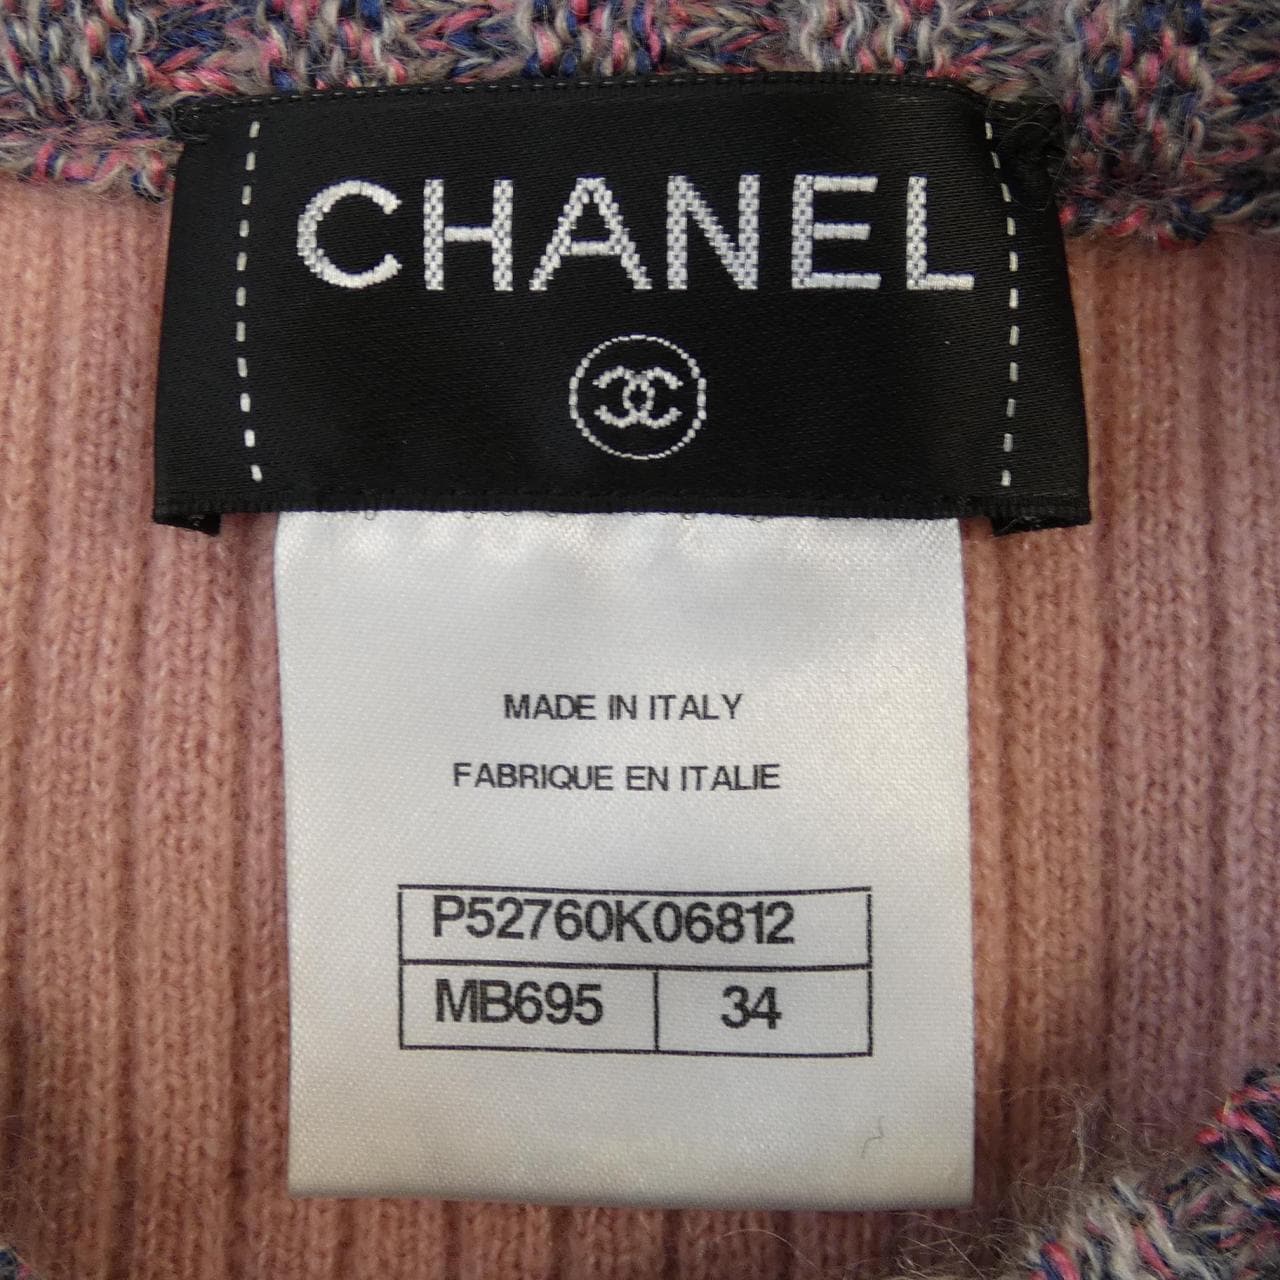 CHANEL
MADE IN ITALY
FABRIQUE EN ITALIE
P52760K06812
MB695 34